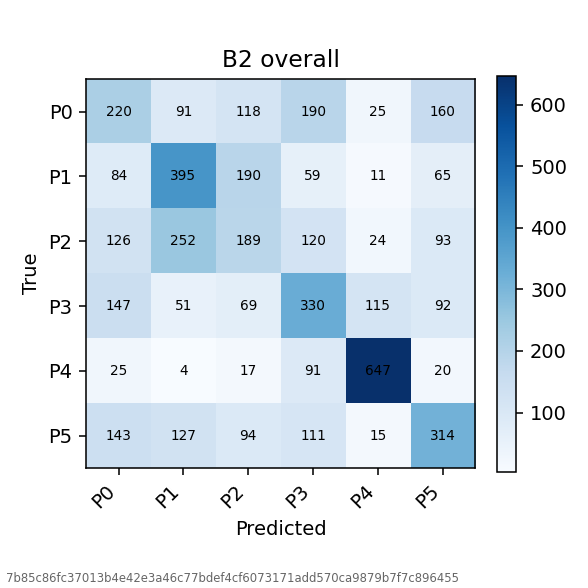 B2 overall
P0 220 91 118 190 25 160
P1 84 395 190 59 11 65
P2 126 252 189 120 24 93
P3 147 51 69 330 115 92
P4 25 4 17 91 647 20
P5 143 127 94 111 15 314
P0 P1 P2 P3 P4 P5
Predicted
True
600
500
400
300
200
100
7b85c86fc37013b4e42e3a46c77bdef4cf6073171add570ca9879b7f7c896455